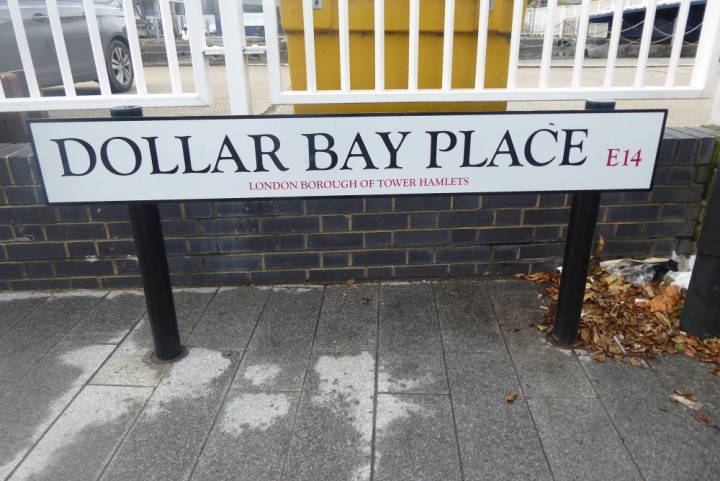 DOLLAR BAY PLACE E14
LONDON BOROUGH OF TOWER HAMLETS